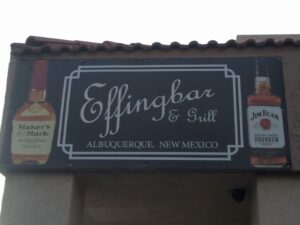 Effingbar
& Grill
ALBUQUERQUE, NEW MEXICO
Maker's
Mark
JIM BEAM
BOURBON